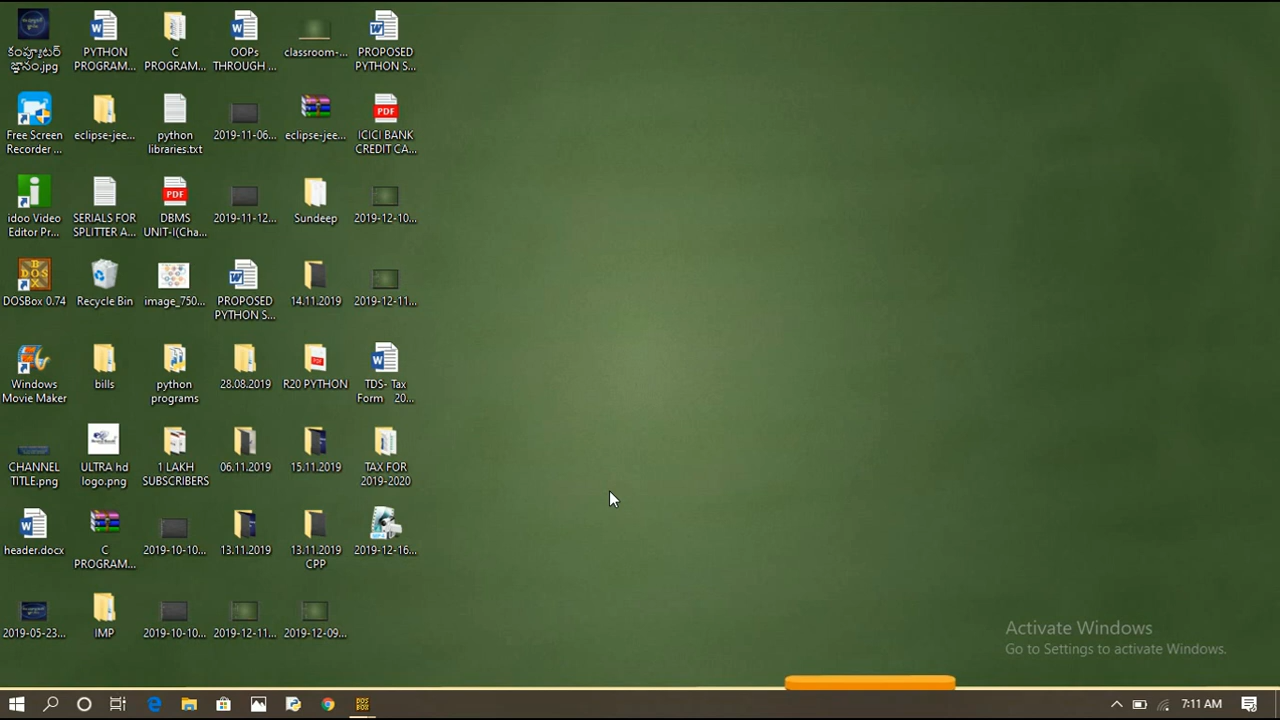 కంప్యూటర్
జ్ఞానం.jpg
PYTHON
PROGRAM...
C
PROGRAM...
OOPs
THROUGH ...
classroom-...
PROPOSED
PYTHON S...
Free Screen
Recorder ...
eclipse-jee...
python
libraries.txt
2019-11-06...
eclipse-jee...
ICICI BANK
CREDIT CA...
idoo Video
Editor Pr...
SERIALS FOR
SPLITTER A...
DBMS
UNIT-I(Cha...
2019-11-12...
Sundeep
2019-12-10...
DOSBox 0.74
Recycle Bin
image_750...
PROPOSED
PYTHON S...
14.11.2019
2019-12-11...
Windows
Movie Maker
bills
python
programs
28.08.2019
R20 PYTHON
TDS- Tax
Form 20...
CHANNEL
TITLE.png
ULTRA hd
logo.png
1 LAKH
SUBSCRIBERS
06.11.2019
15.11.2019
TAX FOR
2019-2020
header.docx
C
PROGRAM...
2019-10-10...
13.11.2019
13.11.2019
CPP
2019-12-16...
2019-05-23...
IMP
2019-10-10...
2019-12-11...
2019-12-09...
Activate Windows
Go to Settings to activate Windows.
7:11 AM